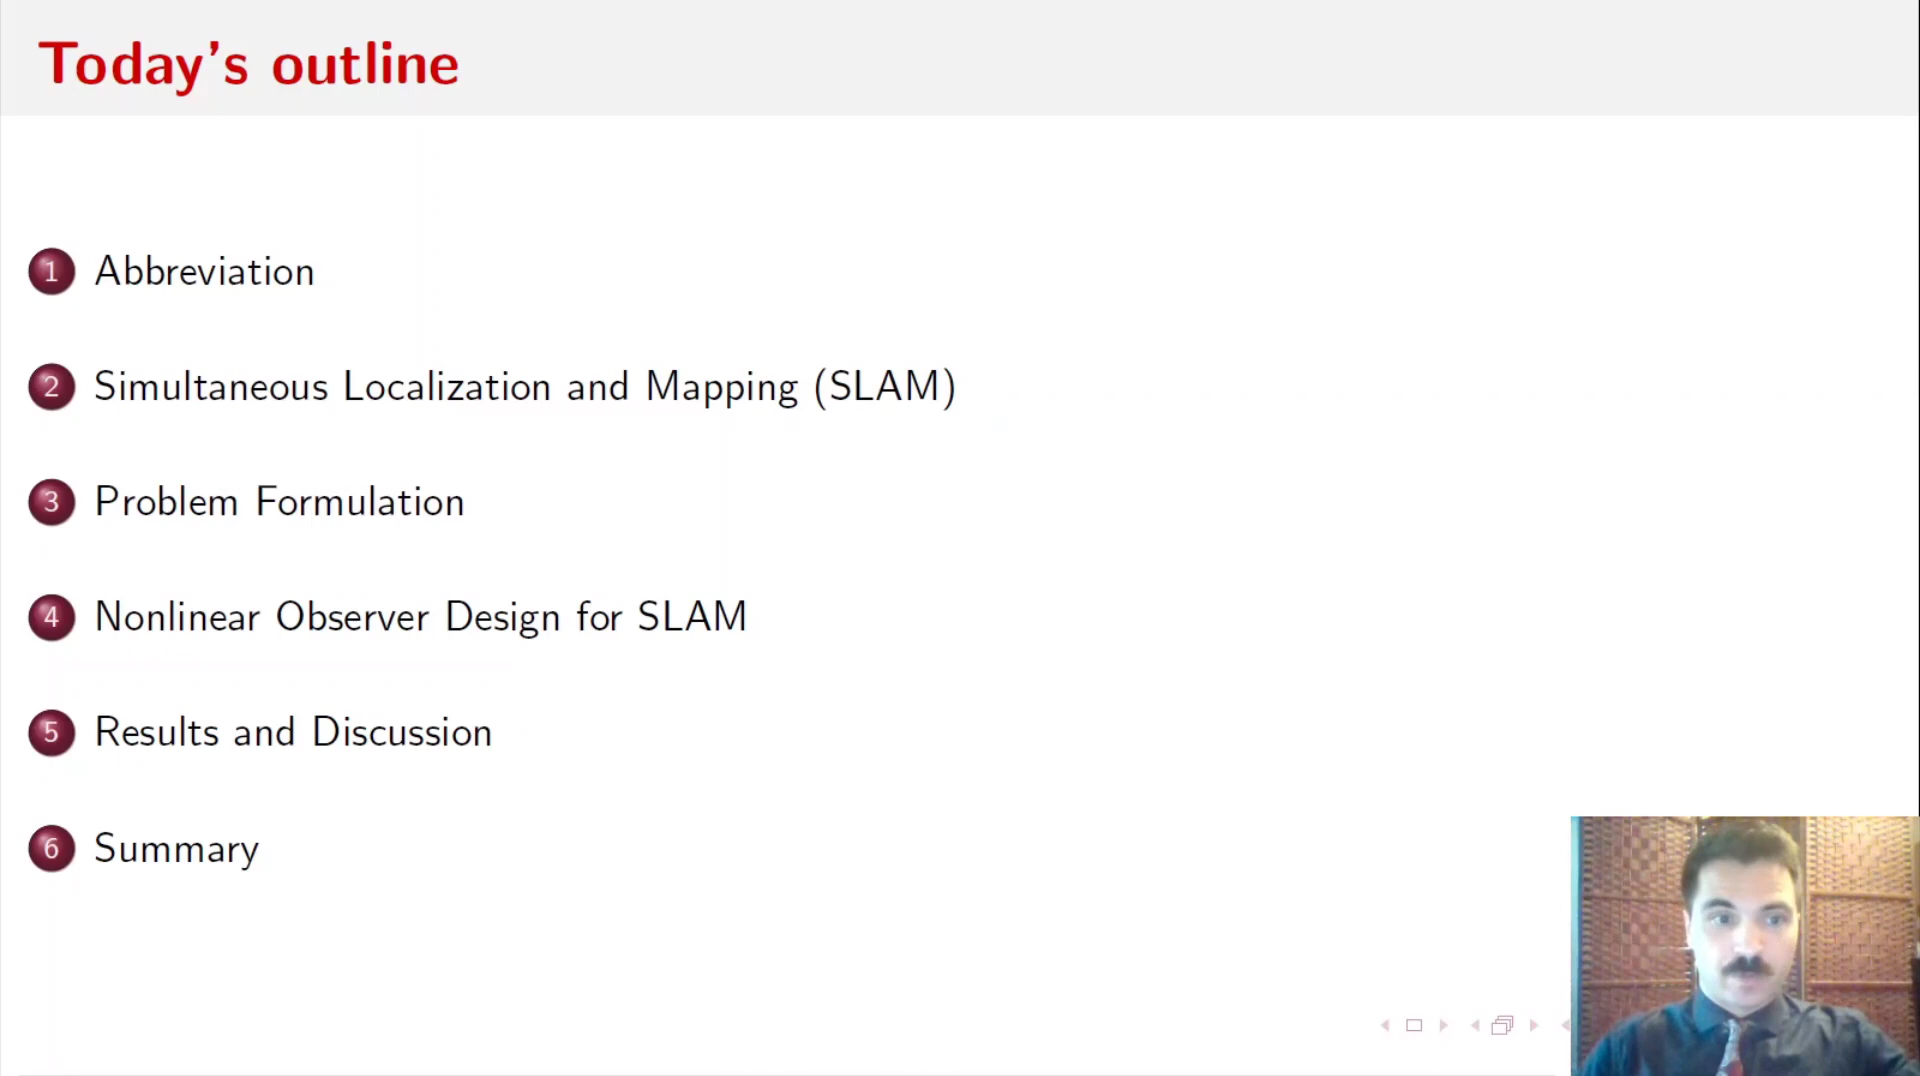 Today's outline
1 Abbreviation
2 Simultaneous Localization and Mapping (SLAM)
3 Problem Formulation
4 Nonlinear Observer Design for SLAM
5 Results and Discussion
6 Summary